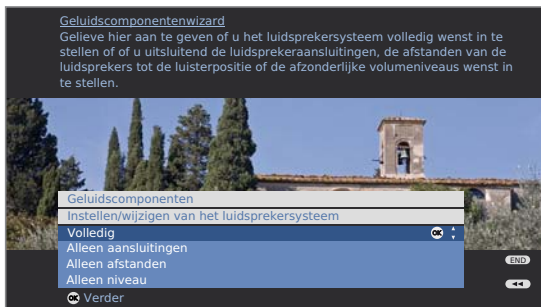 Geluidscomponentenwizard
Gelieve hier aan te geven of u het luidsprekersysteem volledig wenst in te
stellen of of u uitsluitend de luidsprekeraansluitingen, de afstanden van de
luidsprekers tot de luisterpositie of de afzonderlijke volumeniveaus wenst in
te stellen.
Geluidscomponenten
Instellen/wijzigen van het luidsprekersysteem
Volledig OK
Alleen aansluitingen
Alleen afstanden
Alleen niveau
END
OK Verder